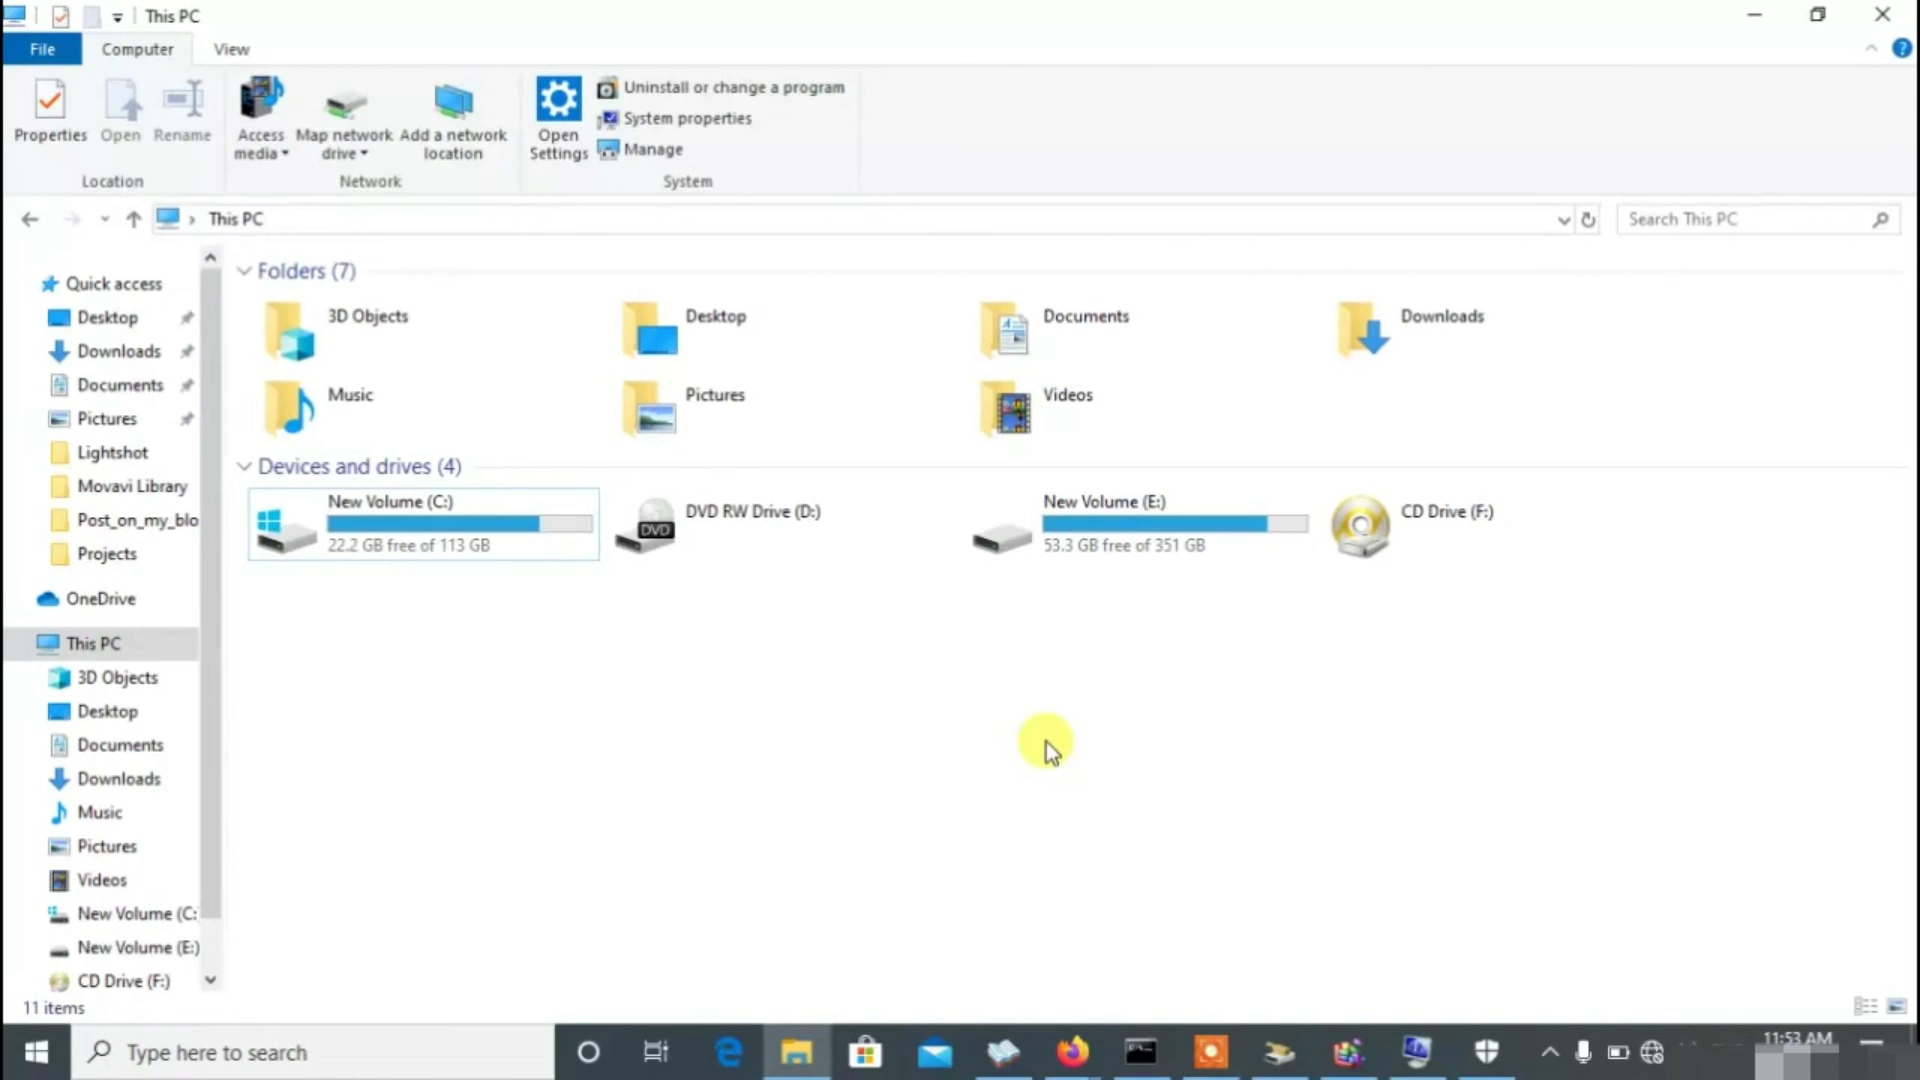 This PC
File
Computer
View
Properties
Open
Rename
Access media
Map network drive
Add a network location
Open Settings
Uninstall or change a program
System properties
Manage
Location
Network
System
This PC
Search This PC
Quick access
Desktop
Downloads
Documents
Pictures
Lightshot
Movavi Library
Post_on_my_blo
Projects
OneDrive
This PC
3D Objects
Desktop
Documents
Downloads
Music
Pictures
Videos
New Volume (C:
New Volume (E:)
CD Drive (F:)
Folders (7)
3D Objects
Desktop
Documents
Downloads
Music
Pictures
Videos
Devices and drives (4)
New Volume (C:)
22.2 GB free of 113 GB
DVD
DVD RW Drive (D:)
New Volume (E:)
53.3 GB free of 351 GB
CD Drive (F:)
11 items
Type here to search
11:53 AM